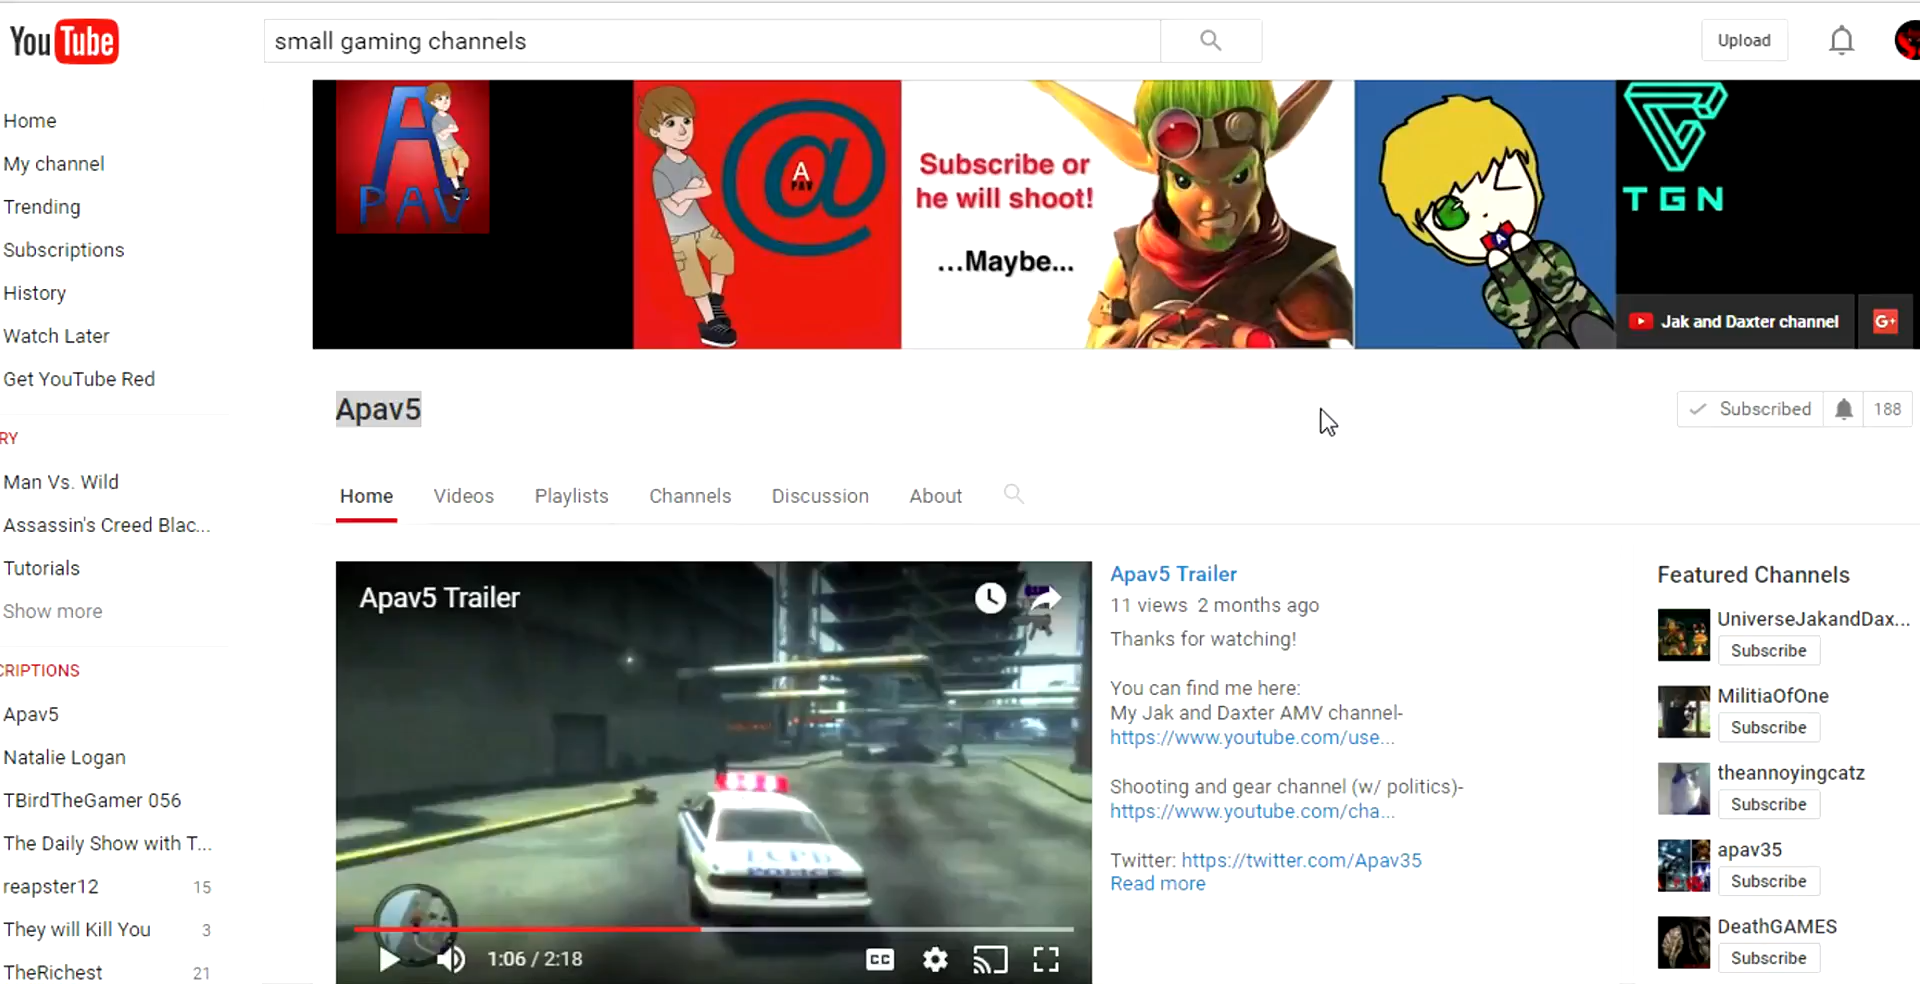 YouTube
small gaming channels
Upload
Home
My channel
Trending
Subscriptions
History
Watch Later
Get YouTube Red
RY
Man Vs. Wild
Assassin's Creed Blac...
Tutorials
Show more
CRIPTIONS
Apav5
Natalie Logan
TBirdTheGamer 056
The Daily Show with T...
reapster12 15
They will Kill You 3
TheRichest 21
A
PAV
@
A
PAV
Subscribe or
he will shoot!
...Maybe...
A
TGN
Jak and Daxter channel
G+
Apav5
Subscribed 188
Home Videos Playlists Channels Discussion About
Apav5 Trailer
LCPD
POLICE
1:06 / 2:18
CC
Apav5 Trailer
11 views 2 months ago
Thanks for watching!
You can find me here:
My Jak and Daxter AMV channel-
https://www.youtube.com/use...
Shooting and gear channel (w/ politics)-
https://www.youtube.com/cha...
Twitter: https://twitter.com/Apav35
Read more
Featured Channels
UniverseJakandDax...
Subscribe
MilitiaOfOne
Subscribe
theannoyingcatz
Subscribe
apav35
Subscribe
DeathGAMES
Subscribe